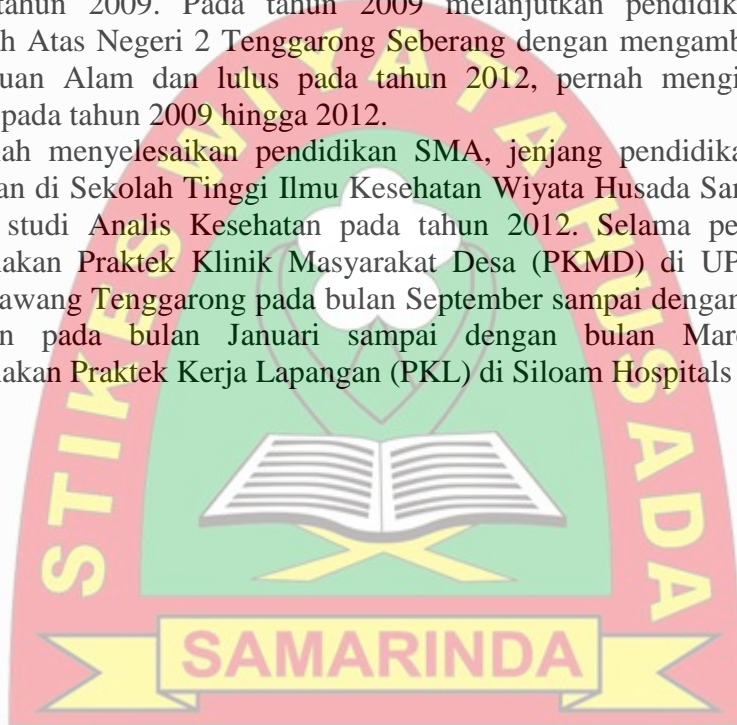 tahun 2009. Pada tahun 2009 melanjutkan pendidik
h Atas Negeri 2 Tenggarong Seberang dengan mengamb
uan Alam dan lulus pada tahun 2012, pernah mengi
pada tahun 2009 hingga 2012.
ah menyelesaikan pendidikan SMA, jenjang pendidika
an di Sekolah Tinggi Ilmu Kesehatan Wiyata Husada Sar
studi Analis Kesehatan pada tahun 2012. Selama pe
akan Praktek Klinik Masyarakat Desa (PKMD) di UP
awang Tenggarong pada bulan September sampai dengan
n pada bulan Januari sampai dengan bulan Mar
akan Praktek Kerja Lapangan (PKL) di Siloam Hospitals
STIKES WIYATA HUSADA
SAMARINDA